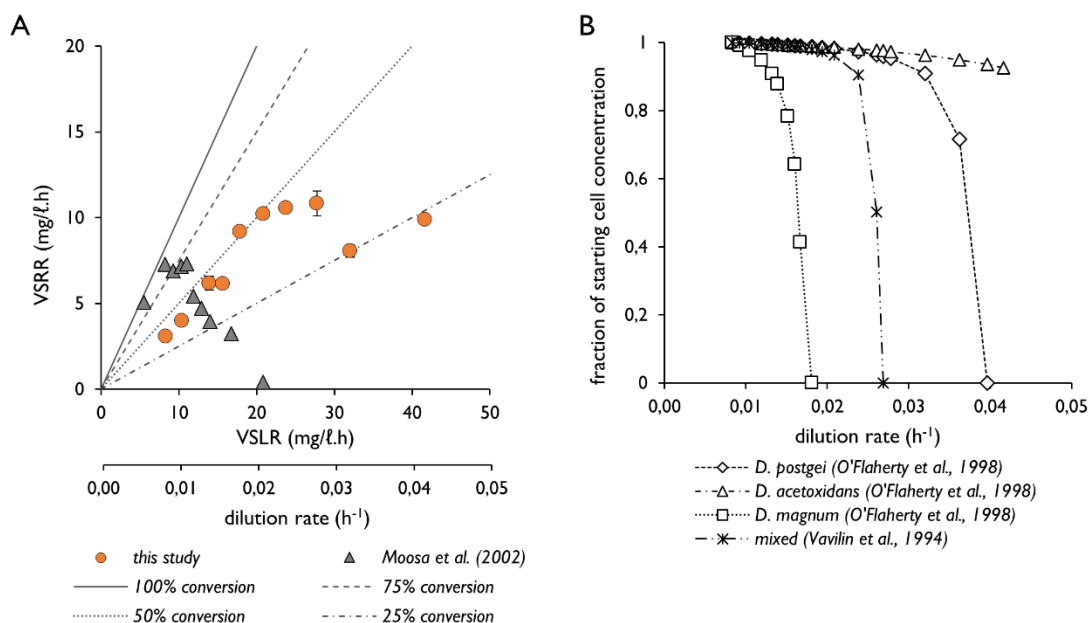 A
20
15
10
5
0
VSRR (mg/ℓ.h)
0 10 20 30 40 50
VSLR (mg/ℓ.h)
0,00 0,01 0,02 0,03 0,04 0,05
dilution rate (h-1)
this study
Moosa et al. (2002)
100% conversion
75% conversion
50% conversion
25% conversion
B
1
0,8
0,6
0,4
0,2
0
fraction of starting cell concentration
0,00 0,01 0,02 0,03 0,04 0,05
dilution rate (h-1)
D. postgei (O'Flaherty et al., 1998)
D. acetoxidans (O'Flaherty et al., 1998)
D. magnum (O'Flaherty et al., 1998)
mixed (Vavilin et al., 1994)